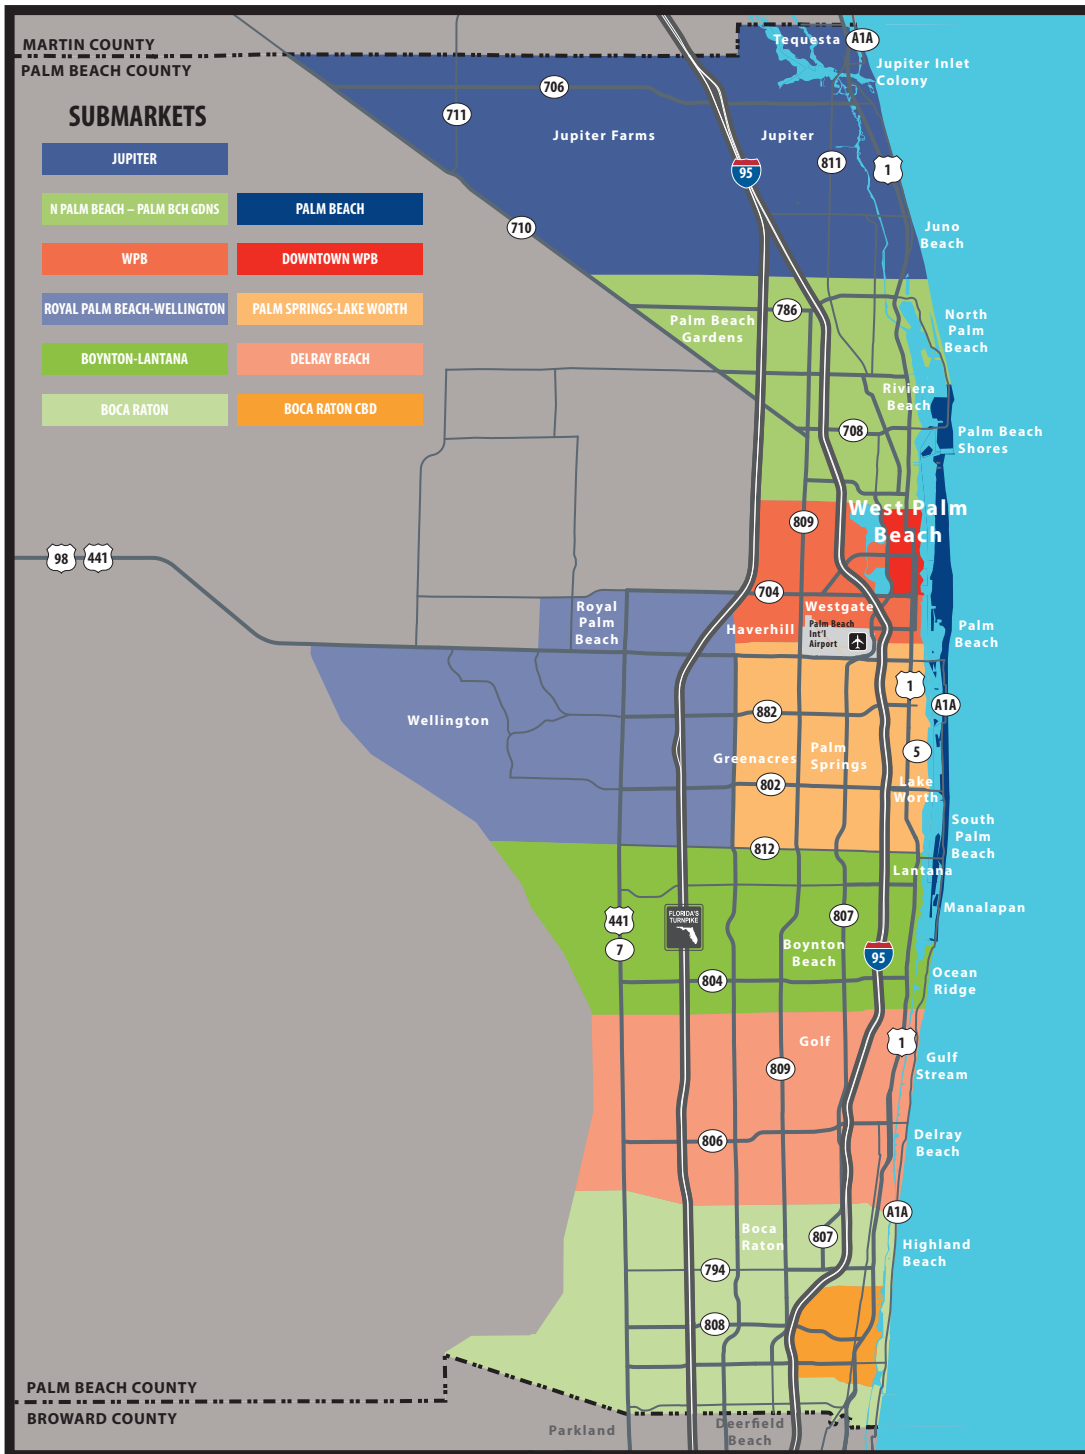 MARTIN COUNTY
PALM BEACH COUNTY
SUBMARKETS
JUPITER
N PALM BEACH – PALM BCH GDNS
PALM BEACH
WPB
DOWNTOWN WPB
ROYAL PALM BEACH-WELLINGTON
PALM SPRINGS-LAKE WORTH
BOYNTON-LANTANA
DELRAY BEACH
BOCA RATON
BOCA RATON CBD
Tequesta
A1A
Jupiter Inlet
Colony
706
711
Jupiter Farms
Jupiter
811
95
1
710
Juno
Beach
786
Palm Beach
Gardens
North
Palm
Beach
Riviera
Beach
708
Palm Beach
Shores
West Palm
Beach
809
98
441
704
Royal
Palm
Beach
Westgate
Haverhill
Palm Beach
Int'l
Airport
Palm
Beach
1
A1A
882
Wellington
5
Greenacres
Palm
Springs
802
Lake
Worth
South
Palm
Beach
812
Lantana
Manalapan
441
7
FLORIDA'S
TURNPIKE
807
Boynton
Beach
95
804
Ocean
Ridge
Golf
1
809
Gulf
Stream
806
Delray
Beach
A1A
Boca
Raton
807
Highland
Beach
794
808
PALM BEACH COUNTY
BROWARD COUNTY
Parkland
Deerfield
Beach